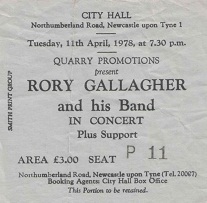 CITY HALL
Northumberland Road, Newcastle upon Tyne 1
Tuesday, 11th April, 1978, at 7.30 p.m.
QUARRY PROMOTIONS
present
RORY GALLAGHER
and his Band
IN CONCERT
Plus Support
AREA £3.00 SEAT P 11
Northumberland Road, Newcastle upon Tyne (Tel. 20007)
Booking Agents: City Hall Box Office
This Portion to be retained.
SMITH PRINT GROUP